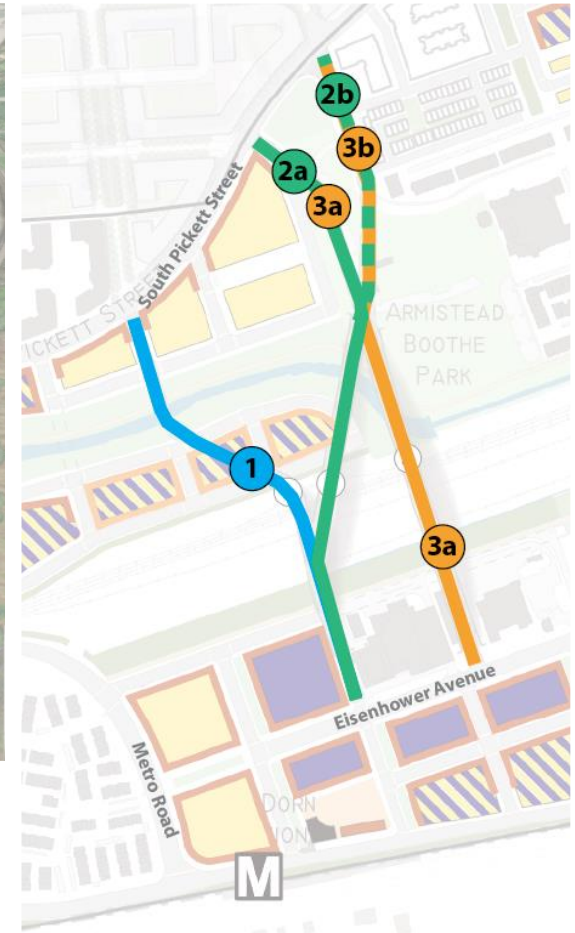 2b
3b
2a
3a
South Pickett Street
PICKETT STREET
ARMISTEAD
BOOTHE
PARK
1
3a
Eisenhower Avenue
Metro Road
DORN
ION
M